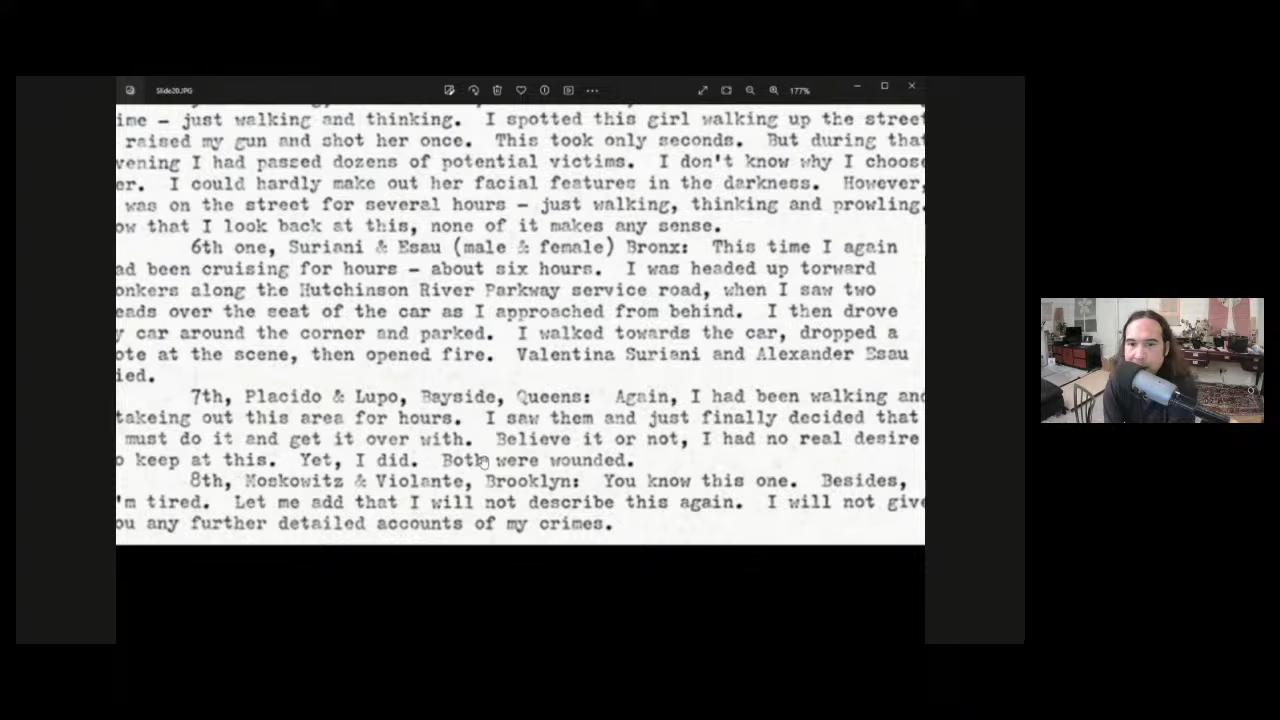 Slide20.JPG
177%
ime - just walking and thinking. I spotted this girl walking up the street
raised my gun and shot her once. This took only seconds. But during that
vening I had passed dozens of potential victims. I don't know why I choose
er. I could hardly make out her facial features in the darkness. However,
was on the street for several hours - just walking, thinking and prowling.
ow that I look back at this, none of it makes any sense.
6th one, Suriani & Esau (male & female) Bronx: This time I again
ad been cruising for hours - about six hours. I was headed up torward
onkers along the Hutchinson River Parkway service road, when I saw two
eads over the seat of the car as I approached from behind. I then drove
y car around the corner and parked. I walked towards the car, dropped a
ote at the scene, then opened fire. Valentina Suriani and Alexander Esau
ied.
7th, Placido & Lupo, Bayside, Queens: Again, I had been walking and
takeing out this area for hours. I saw them and just finally decided that
must do it and get it over with. Believe it or not, I had no real desire
o keep at this. Yet, I did. Both were wounded.
8th, Moskowitz & Violante, Brooklyn: You know this one. Besides,
'm tired. Let me add that I will not describe this again. I will not give
ou any further detailed accounts of my crimes.